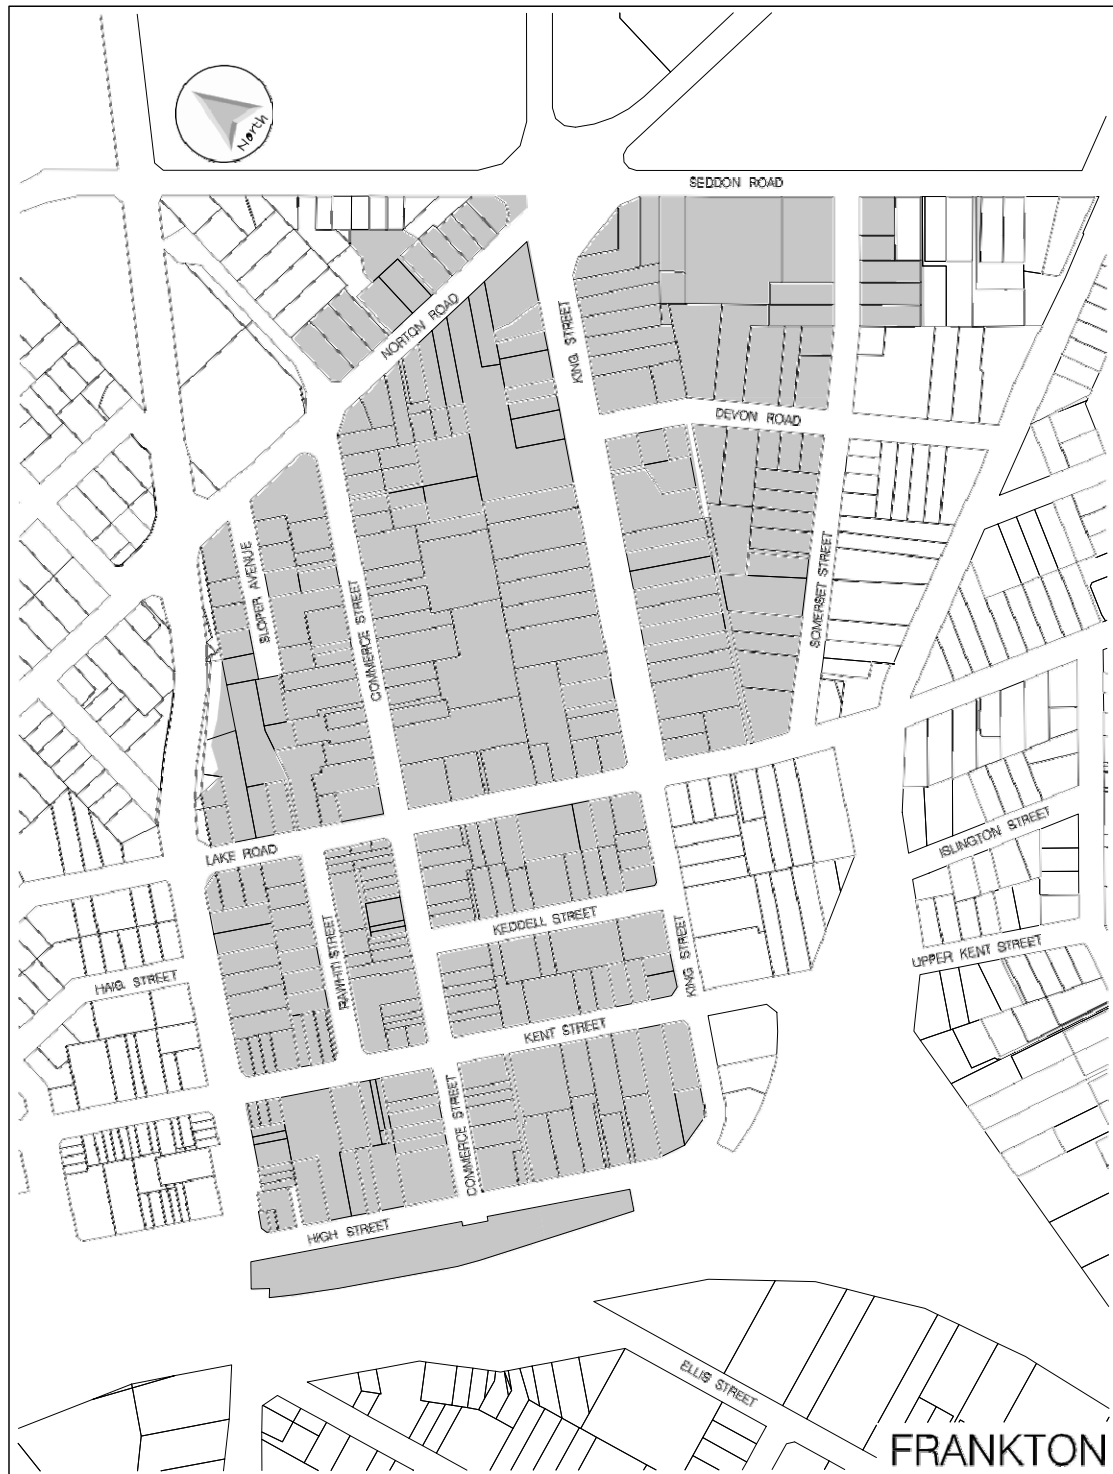 North
SEDDON ROAD
NORTON ROAD
KING STREET
DEVON ROAD
SLOPER AVENUE
COMMERCE STREET
SOMERSET STREET
LAKE ROAD
ISLINGTON STREET
RAWHITI STREET
KEDDELL STREET
KING STREET
UPPER KENT STREET
HAIG STREET
KENT STREET
COMMERCE STREET
HIGH STREET
ELLIS STREET
FRANKTON